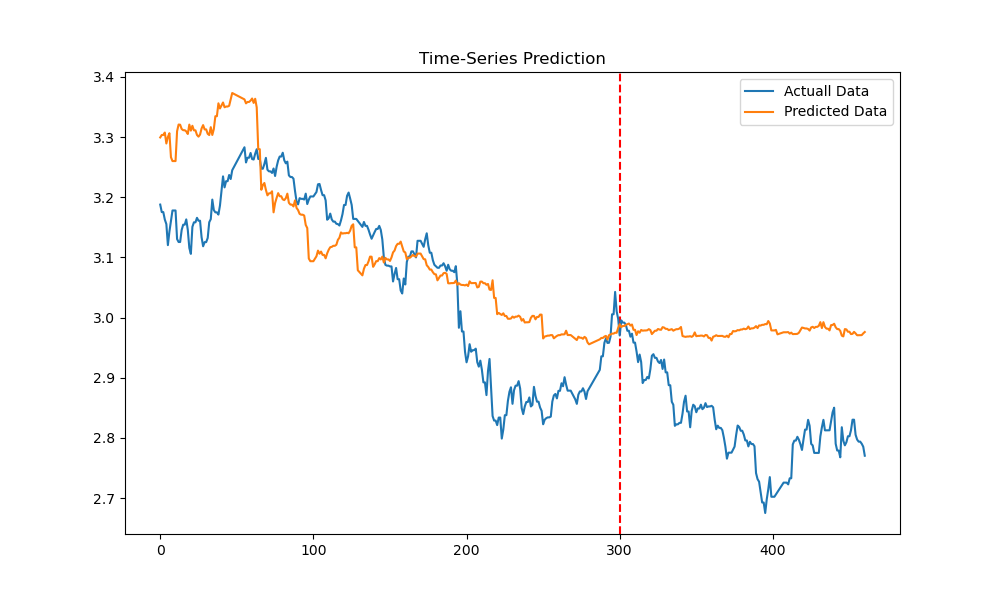 Time-Series Prediction
Actuall Data
Predicted Data
3.4
3.3
3.2
3.1
3.0
2.9
2.8
2.7
0 100 200 300 400